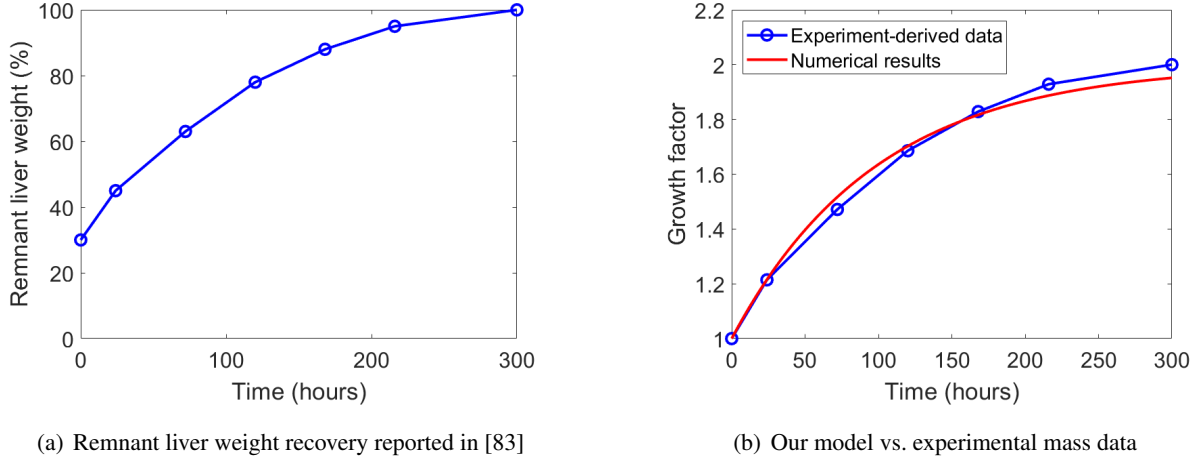 100
80
60
40
20
0
Remnant liver weight (%)
0 100 200 300
Time (hours)
(a) Remnant liver weight recovery reported in [83]
2.2
2
1.8
1.6
1.4
1.2
1
Growth factor
Experiment-derived data
Numerical results
0 50 100 150 200 250 300
Time (hours)
(b) Our model vs. experimental mass data